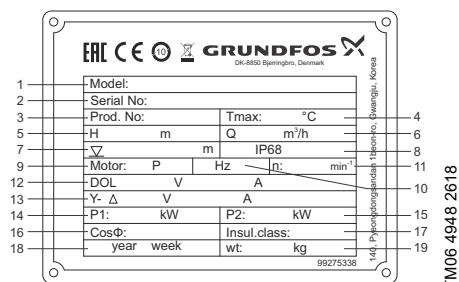 EAC CE 10 GRUNDFOS X
DK-8850 Bjerringbro, Denmark
1 Model:
2 Serial No:
3 Prod. No: Tmax: °C 4
5 H m Q m³/h 6
7 m IP68 8
9 Motor: P Hz n: min⁻¹ 11
10
12 DOL V A
13 Y- Δ V A
14 P1: kW P2: kW 15
16 CosΦ: Insul.class: 17
18 year week wt: kg 19
99275338
140, Pyeongdongsandan 1beon-ro, Gwangju, Korea
TM06 4948 2618